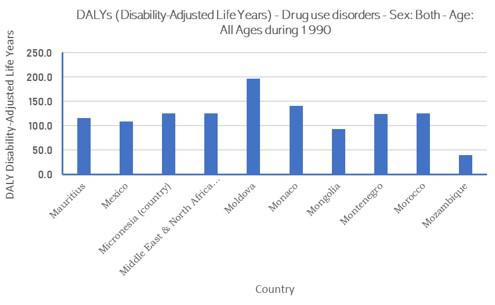 DALYs (Disability-Adjusted Life Years) - Drug use disorders - Sex: Both - Age:
All Ages during 1990
DALY Disability-Adjusted Life Years
250.0
200.0
150.0
100.0
50.0
0.0
Mauritius
Mexico
Micronesia (country)
Middle East & North Africa...
Moldova
Monaco
Mongolia
Montenegro
Morocco
Mozambique
Country